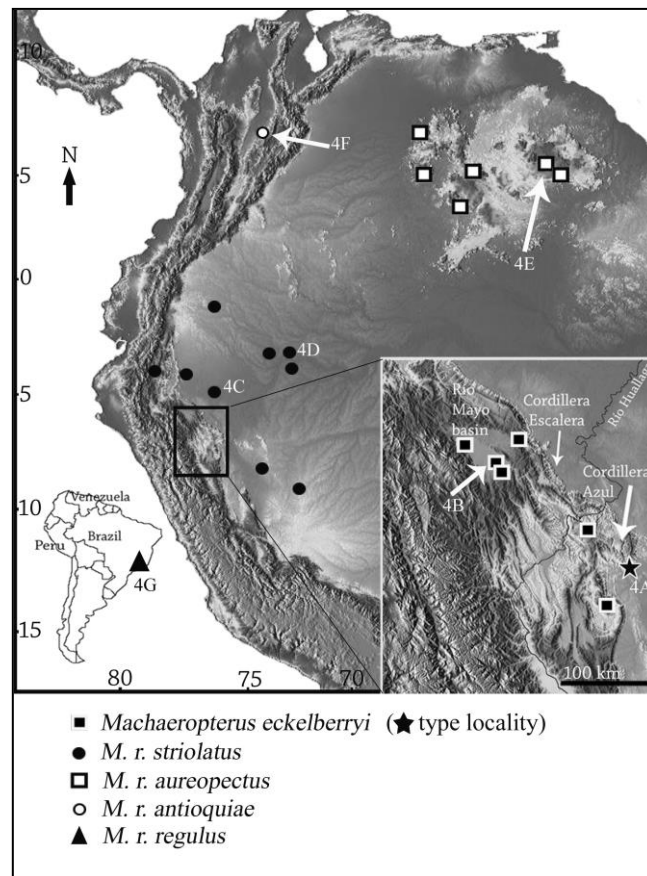 10
4F
N
5
4E
0
4D
5
4C
Río
Mayo
basin
Cordillera
Escalera
Río Huallaga
Cordillera
Azul
4B
10
Venezuela
Peru
Brazil
4G
4A
15
100 km
80
75
70
Machaeropterus eckelberryi (★ type locality)
M. r. striolatus
M. r. aureopectus
M. r. antioquiae
M. r. regulus